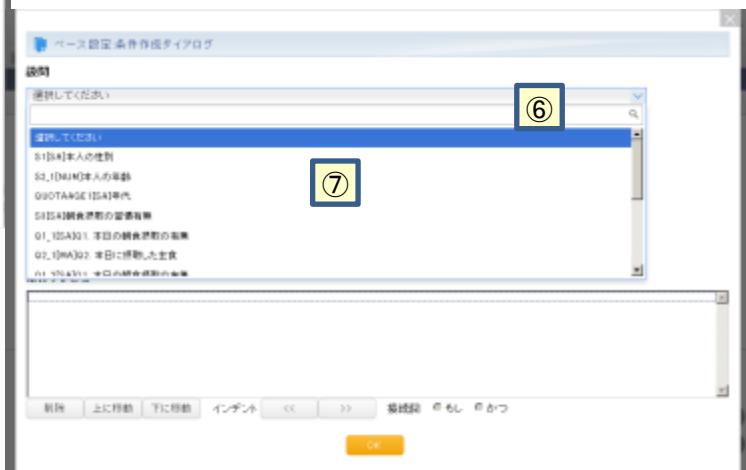 ベース設定:条件作成ダイアログ
設問
選択してください
⑥
選択してください
S1[SA]本人の性別
⑦
S2_1[NUM]本人の年齢
QUOTAAGE1[SA]年代
S3[SA]朝食摂取の習慣有無
Q1_1[SA]Q1. 本日の朝食摂取の有無
Q2_1[MA]Q2. 本日に摂取した主食
削除 上に移動 下に移動 インデント << >> 接続詞 もし かつ
OK